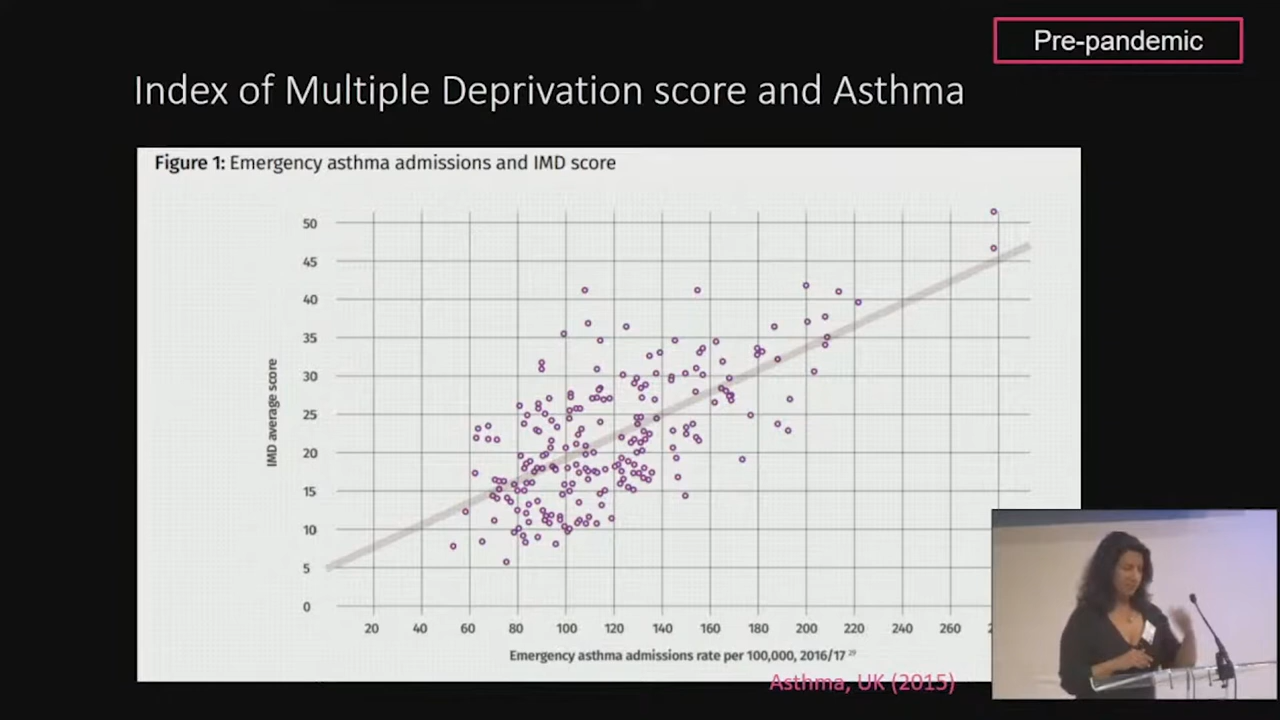 Pre-pandemic
Index of Multiple Deprivation score and Asthma
Figure 1: Emergency asthma admissions and IMD score
50
45
40
35
30
25
20
15
10
5
0
IMD average score
20 40 60 80 100 120 140 160 180 200 220 240 260
Emergency asthma admissions rate per 100,000, 2016/17
Asthma, UK (2015)